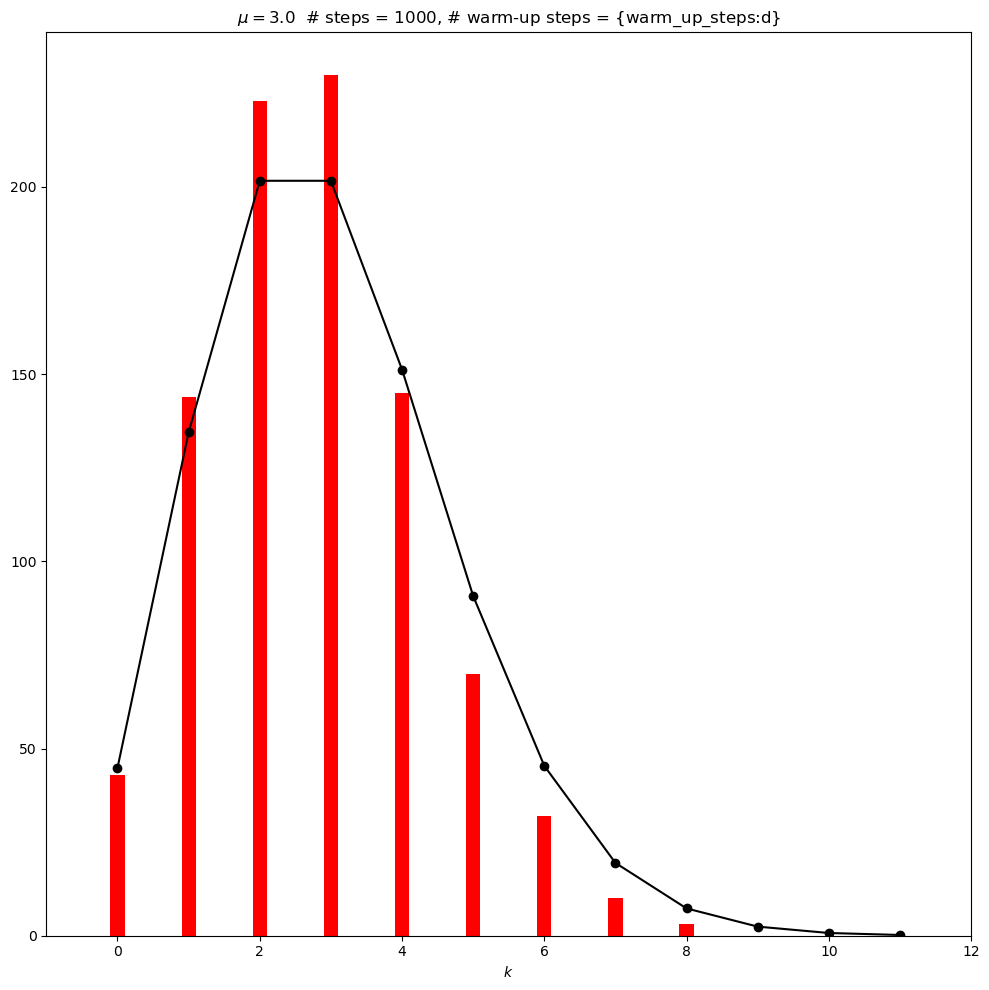 μ = 3.0  # steps = 1000, # warm-up steps = {warm_up_steps:d}
200
150
100
50
0
0 2 4 6 8 10 12
k